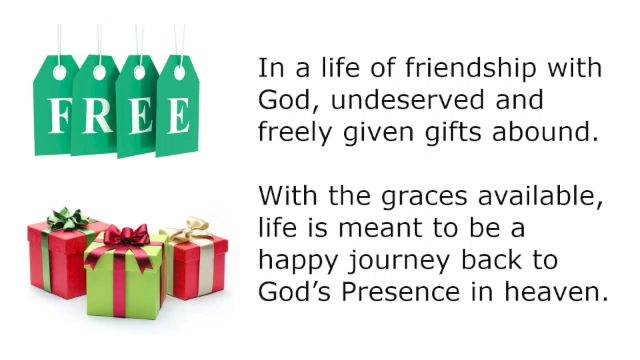 FREE
In a life of friendship with
God, undeserved and
freely given gifts abound.
With the graces available,
life is meant to be a
happy journey back to
God’s Presence in heaven.